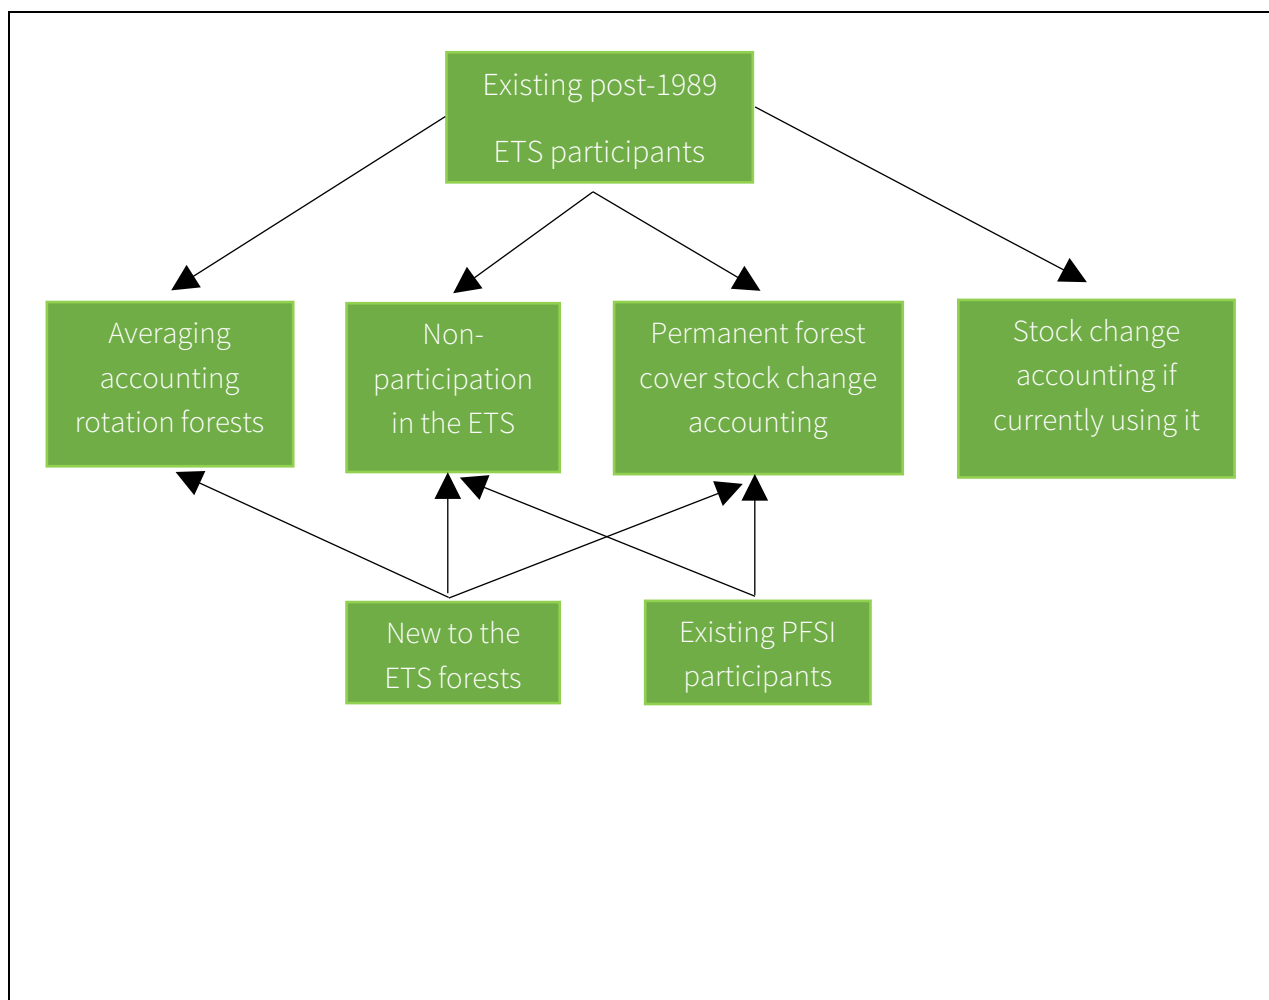 Existing post-1989
ETS participants
Averaging
accounting
rotation forests
Non-
participation
in the ETS
Permanent forest
cover stock change
accounting
Stock change
accounting if
currently using it
New to the
ETS forests
Existing PFSI
participants